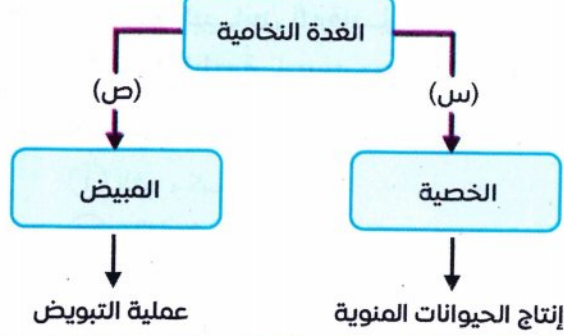 الغدة النخامية
(س)
(ص)
الخصية
المبيض
إنتاج الحيوانات المنوية
عملية التبويض